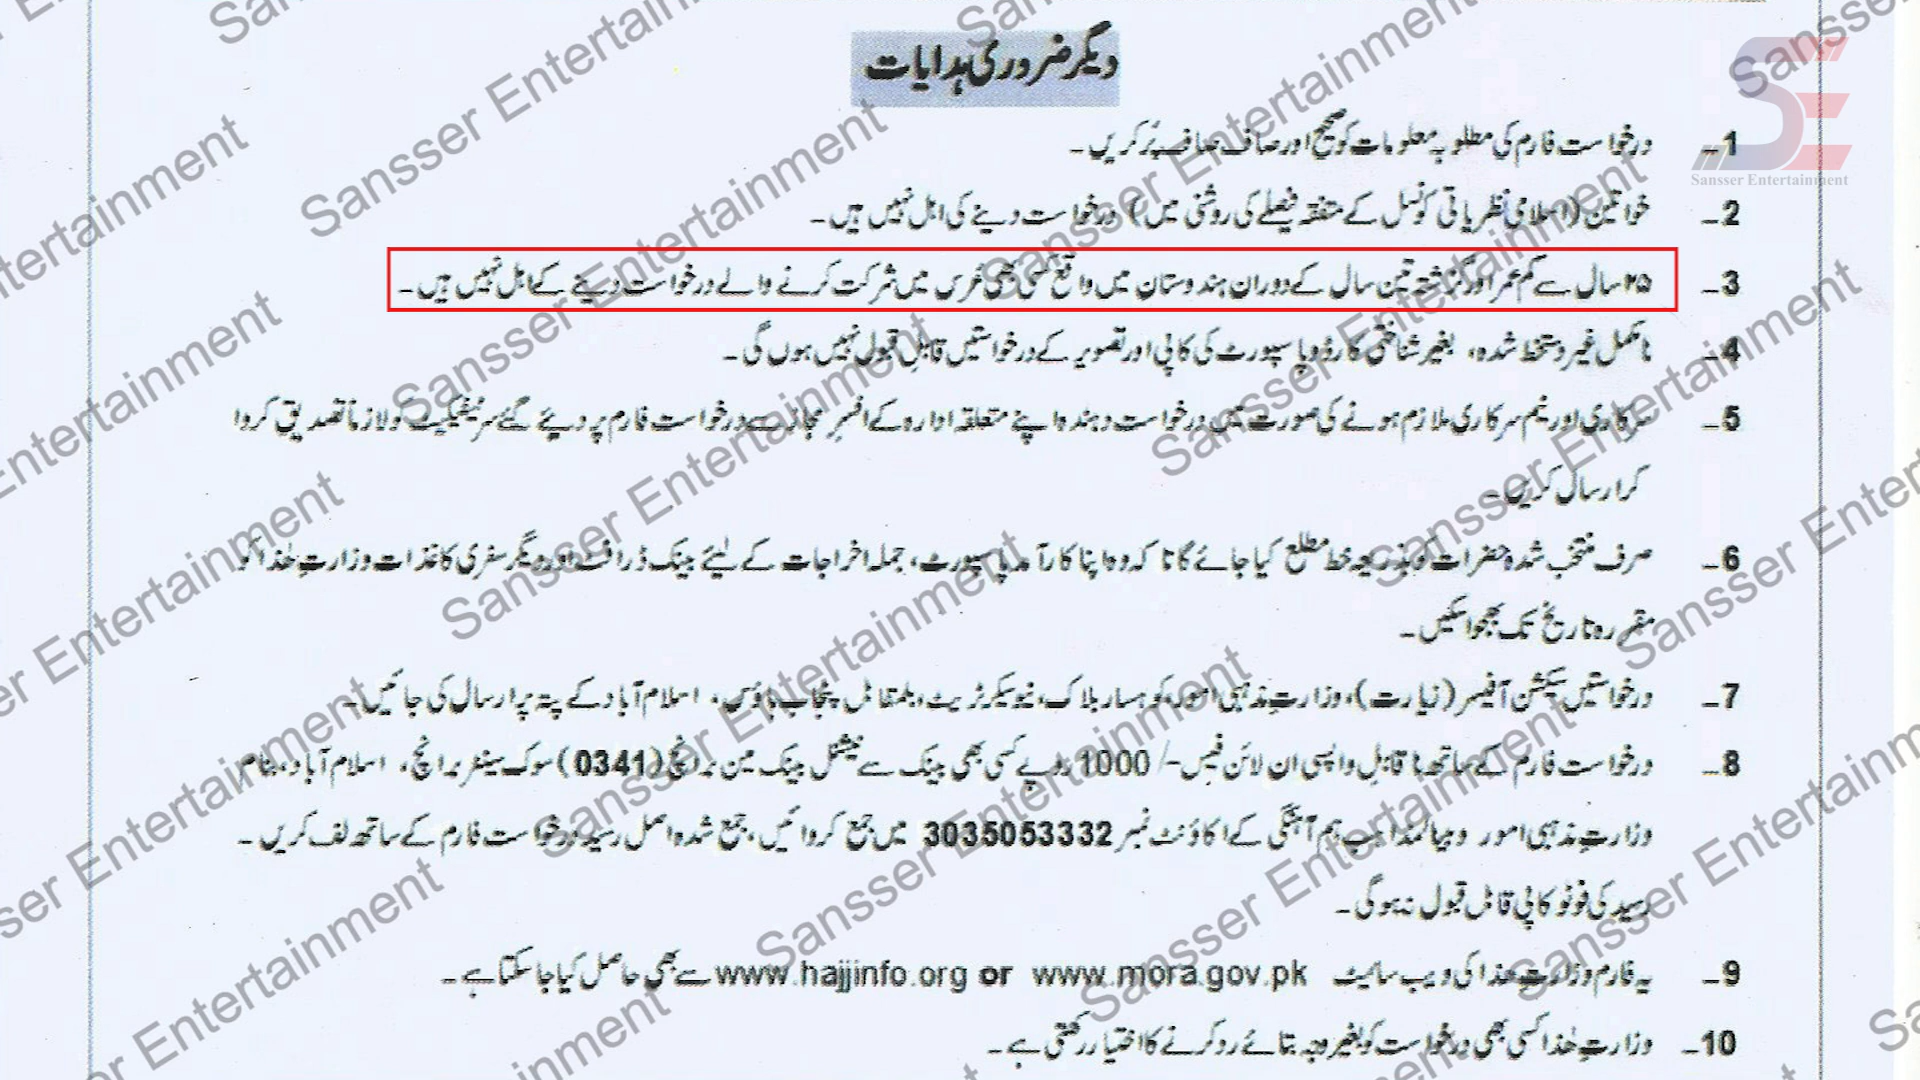 دیگر ضروری ہدایات
1۔ درخواست فارم کی مطلوبہ معلومات کو صحیح اور صاف صاف پُر کریں۔
2۔ خواتین (اسلامی نظریاتی کونسل کے متفقہ فیصلے کی روشنی میں) درخواست دینے کی اہل نہیں ہیں۔
3۔ ۲۵ سال سے کم عمر اور گزشتہ تین سال کے دوران ہندوستان میں واقع کسی بھی عُرس میں شرکت کرنے والے درخواست دینے کے اہل نہیں ہیں۔
4۔ نامکمل غیر دستخط شدہ، بغیر شناختی کارڈ و پاسپورٹ کی کاپی اور تصویر کے درخواستیں قابلِ قبول نہیں ہوں گی۔
5۔ سرکاری اور نیم سرکاری ملازم ہونے کی صورت میں درخواست دہندہ اپنے متعلقہ ادارہ کے افسرِ مجاز سے درخواست فارم پر دیئے گئے سرٹیفکیٹ کو لازماً تصدیق کروا
کر ارسال کریں۔
6۔ صرف منتخب شدہ حضرات کو بذریعہ خط مطلع کیا جائے گا تا کہ وہ اپنا کارآمد پاسپورٹ، جملہ اخراجات کے لیئے بینک ڈرافٹ اور دیگر سفری کاغذات وزارتِ ھٰذا کو
مقررہ تاریخ تک بھجوا سکیں۔
7۔ درخواستیں سیکشن آفیسر (زیارت)، وزارتِ مذہبی امور، کوہسار بلاک، نیو سیکرٹریٹ، بلمقابل پنجاب ہاؤس، اسلام آباد کے پتہ پر ارسال کی جائیں۔
8۔ درخواست فارم کے ساتھ نا قابلِ واپسی ان لائن فیس -/1000 روپے کسی بھی بینک سے نیشنل بینک مین برانچ (0341) سوک سینٹر برانچ، اسلام آباد، بنام
وزارتِ مذہبی امور و بین المذاہب ہم آہنگی کے اکاؤنٹ نمبر 3035053332 میں جمع کروائیں، جمع شدہ اصل رسید درخواست فارم کے ساتھ لف کریں۔
رسید کی فوٹو کاپی قابلِ قبول نہ ہوگی۔
9۔ یہ فارم وزارتِ ھٰذا کی ویب سائیٹ www.hajjinfo.org or www.mora.gov.pk سے بھی حاصل کیا جا سکتا ہے۔
10۔ وزارتِ ھٰذا کسی بھی درخواست کو بغیر وجہ بتائے رد کرنے کا اختیار رکھتی ہے۔
SE
Sansser Entertainment